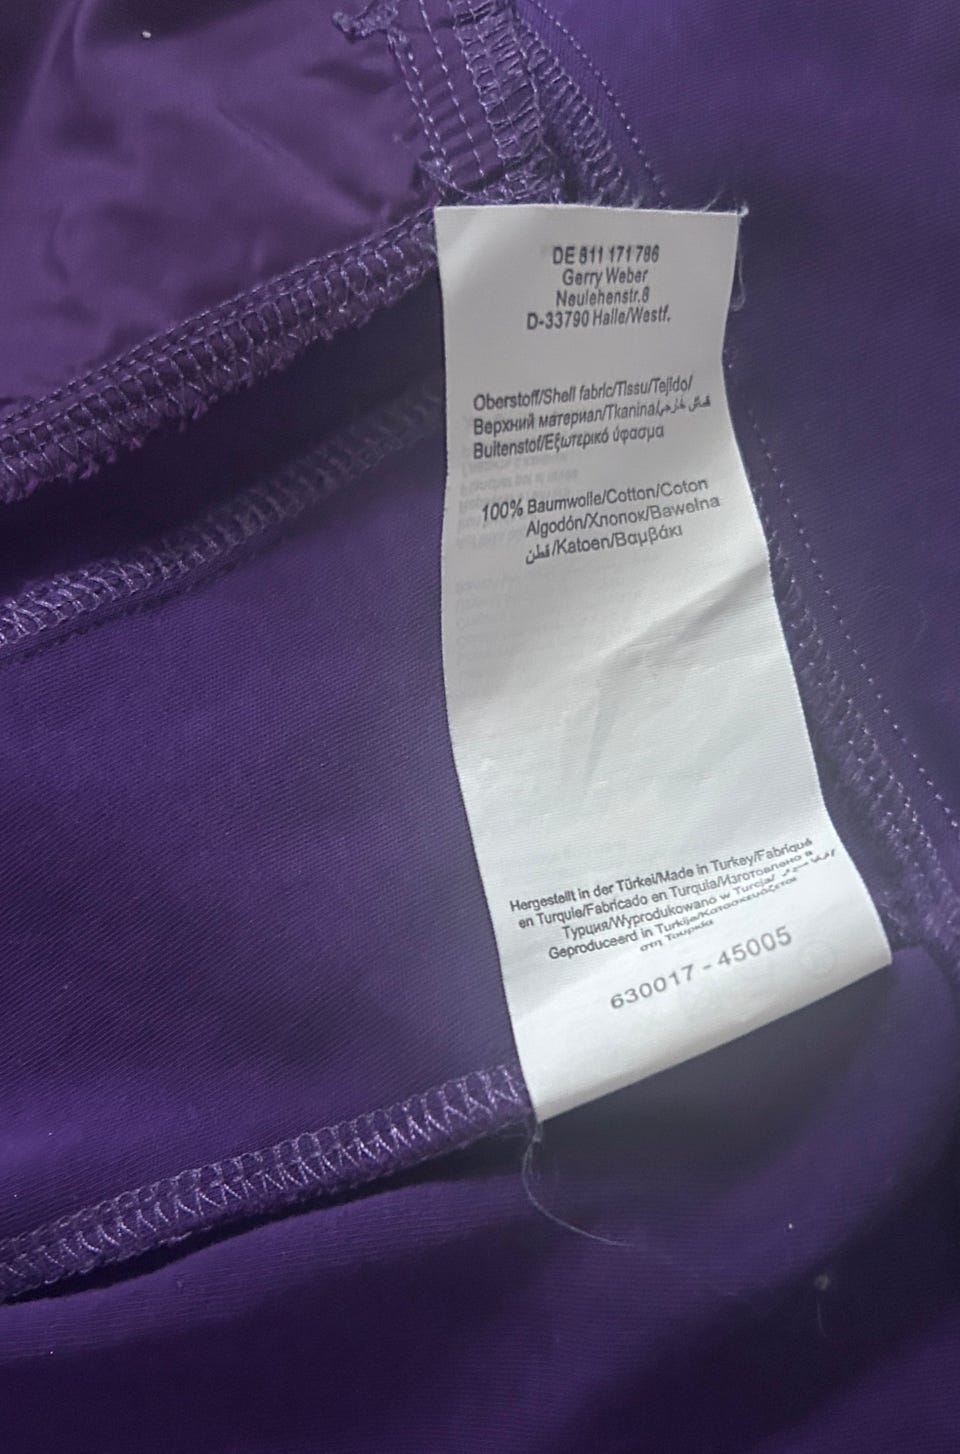 DE 811 171 786
Gerry Weber
Neulehenstr.8
D-33790 Halle/Westf.
Oberstoff/Shell fabric/Tissu/Tejido/
Верхний материал/Tkanina/قماش خارجي
Buitenstof/Εξωτερικό ύφασμα
100% Baumwolle/Cotton/Coton
Algodón/Хлопок/Bawełna
قطن/Katoen/Βαμβάκι
Hergestellt in der Türkei/Made in Turkey/Fabriqué
en Turquie/Fabricado en Turquía/Изготовлено в
Турции/Wyprodukowano w Turcja/
Geproduceerd in Turkije/Κατασκευάζεται
στη Τουρκία
630017 - 45005